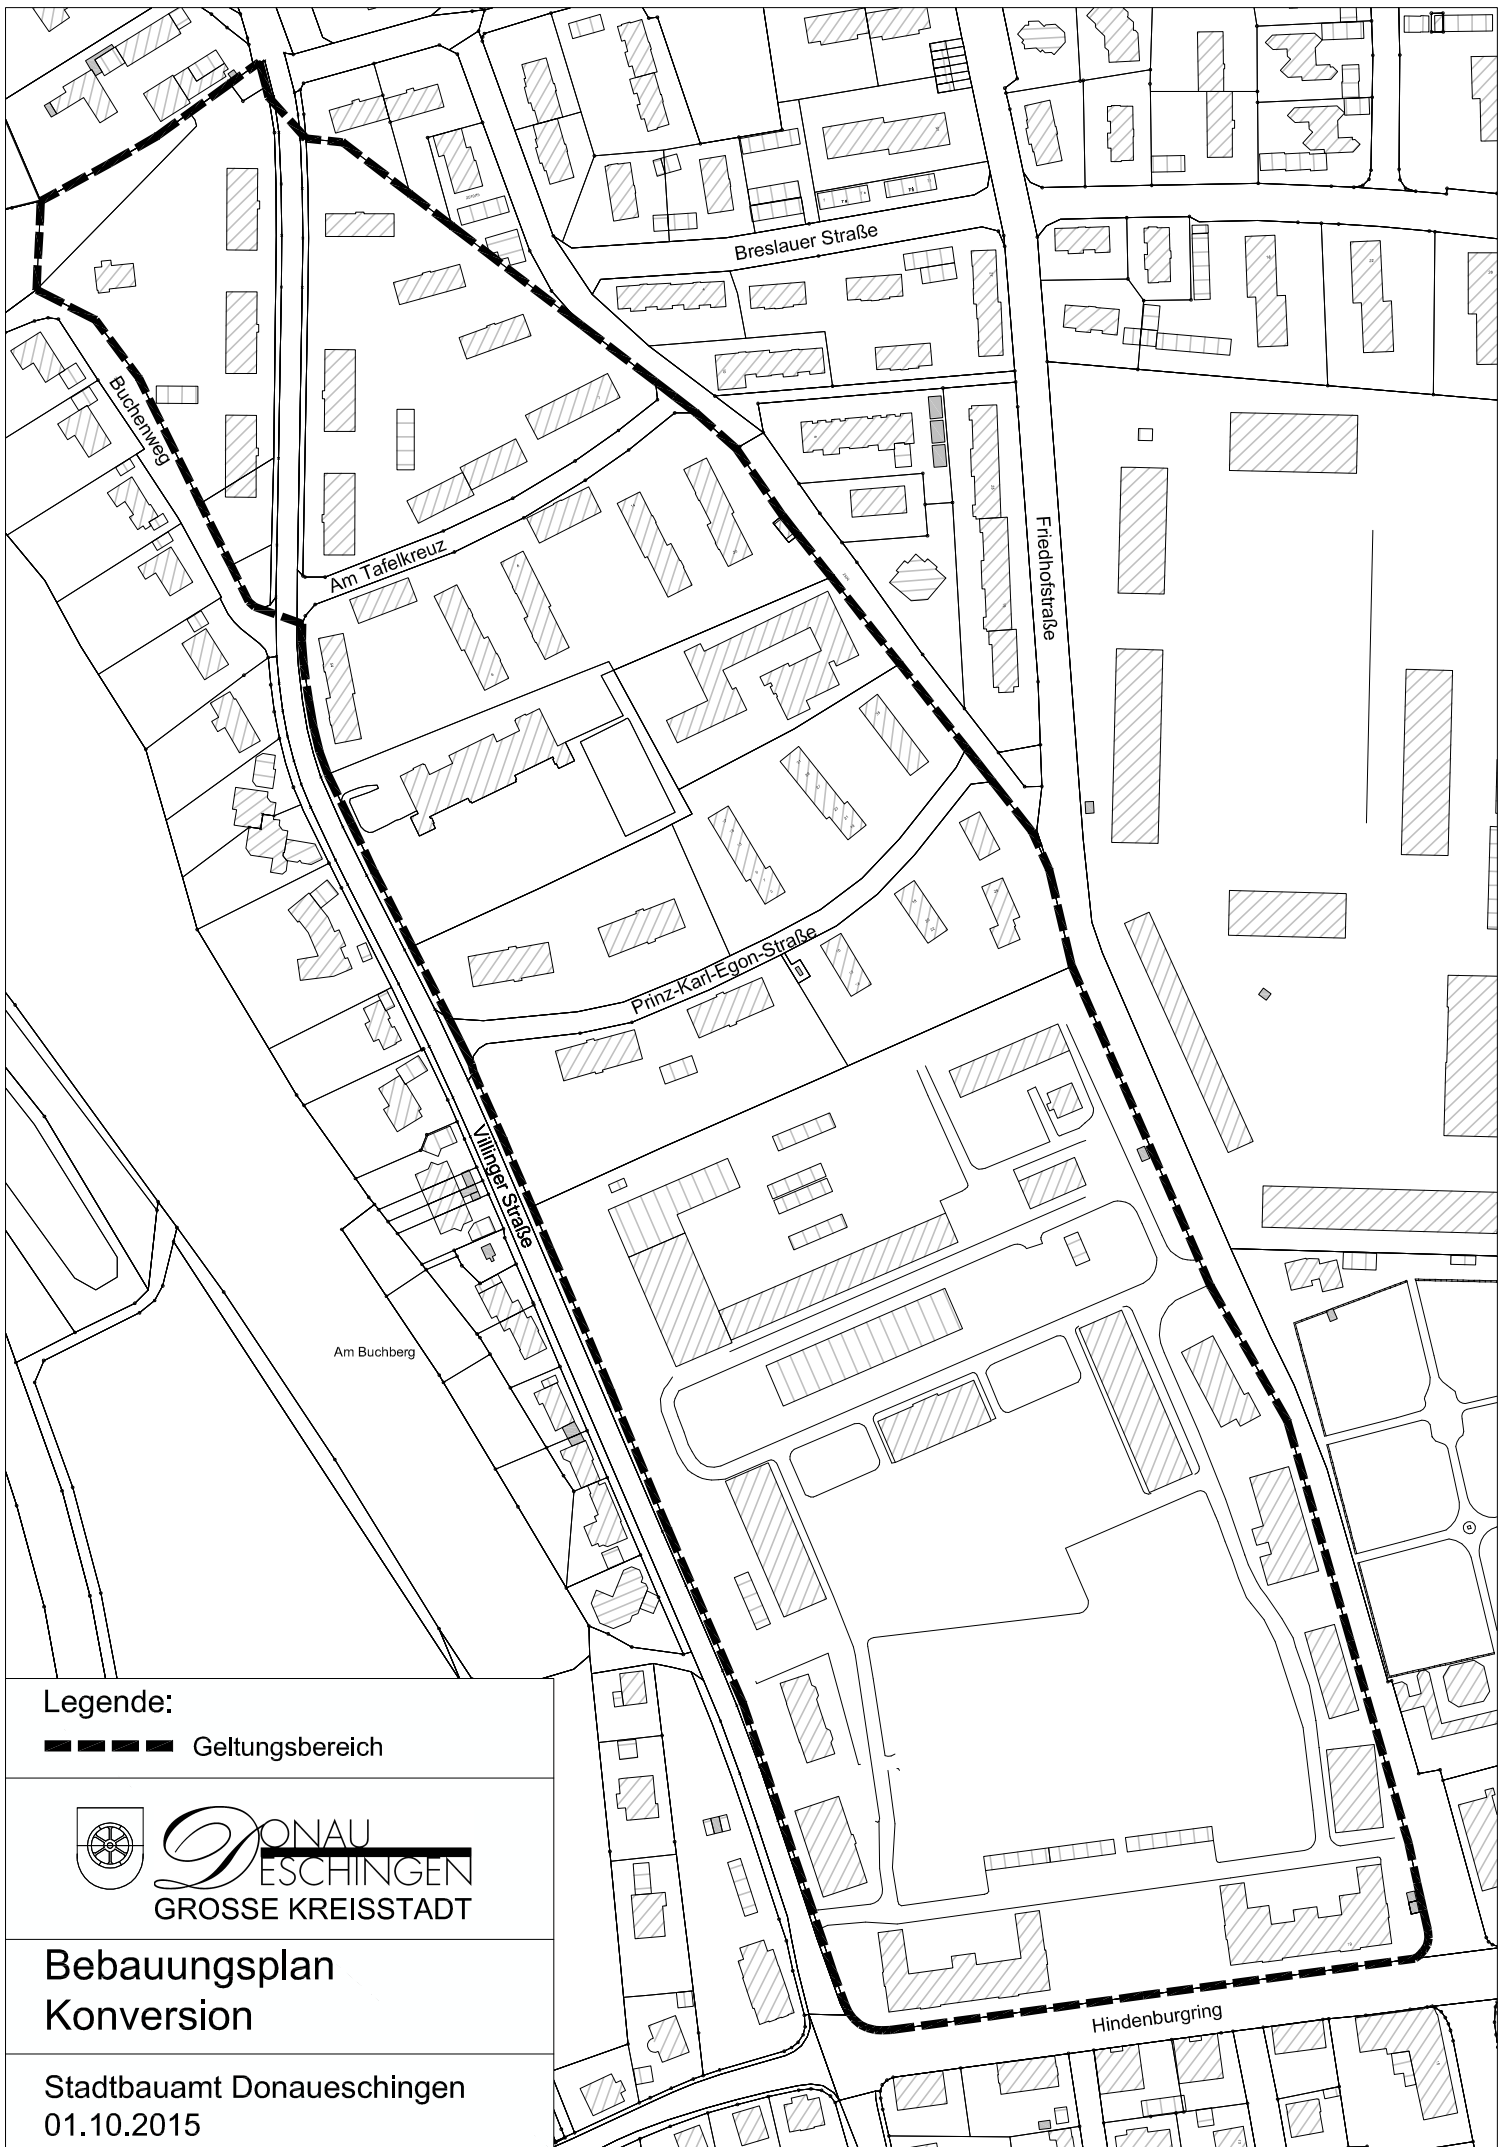 Breslauer Straße
Buchenweg
Am Tafelkreuz
Friedhofstraße
Prinz-Karl-Egon-Straße
Villinger Straße
Am Buchberg
Hindenburgring
Legende:
Geltungsbereich
DONAU
ESCHINGEN
GROSSE KREISSTADT
Bebauungsplan
Konversion
Stadtbauamt Donaueschingen
01.10.2015